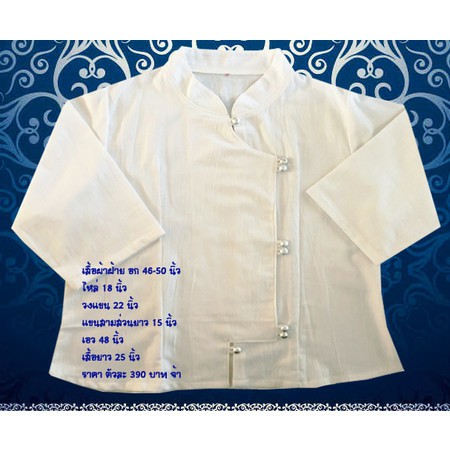 เสื้อผ้าฝ้าย อก 46-50 นิ้ว
ไหล่ 18 นิ้ว
วงแขน 22 นิ้ว
แขนสามส่วนยาว 15 นิ้ว
เอว 48 นิ้ว
เสื้อยาว 25 นิ้ว
ราคา ตัวละ 390 บาท จ้า